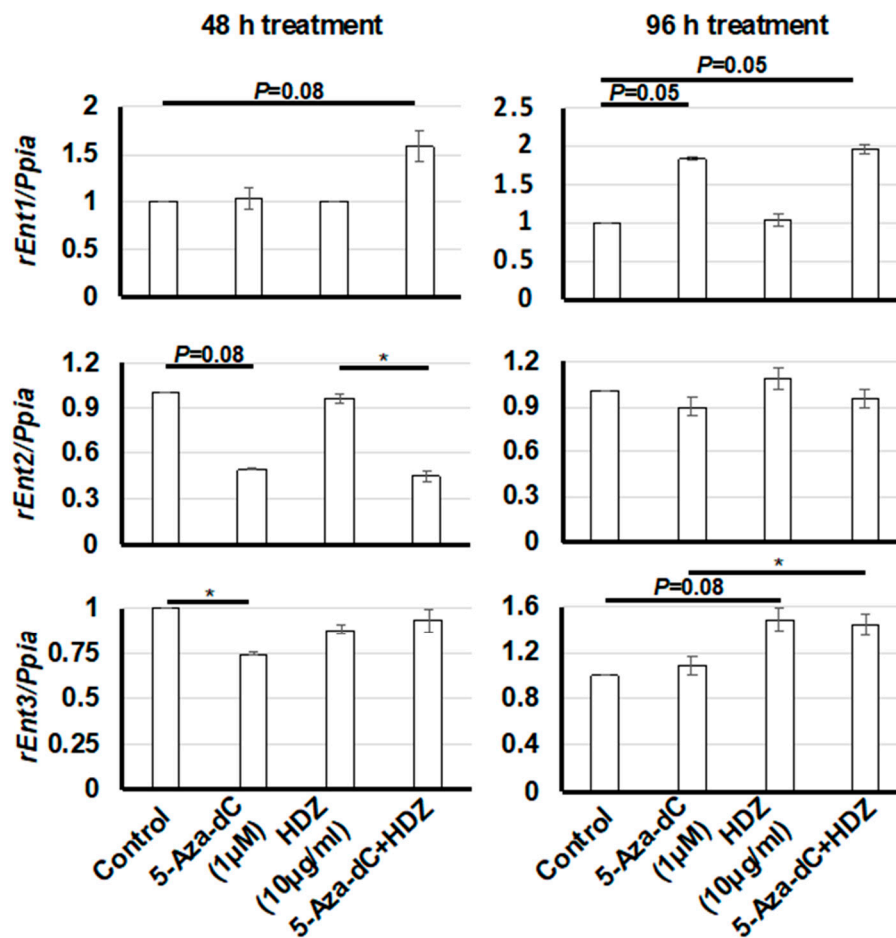 48 h treatment
96 h treatment
rEnt1/Ppia
2
1.5
1
0.5
0
P=0.08
2.5
2
1.5
1
0.5
0
P=0.05
P=0.05
rEnt2/Ppia
1.2
0.9
0.6
0.3
0
P=0.08
*
1.2
0.9
0.6
0.3
0
rEnt3/Ppia
1
0.75
0.5
0.25
0
*
1.6
1.2
0.8
0.4
0
*
P=0.08
Control
5-Aza-dC
(1µM)
HDZ
(10µg/ml)
5-Aza-dC+HDZ
Control
5-Aza-dC
(1µM)
HDZ
(10µg/ml)
5-Aza-dC+HDZ